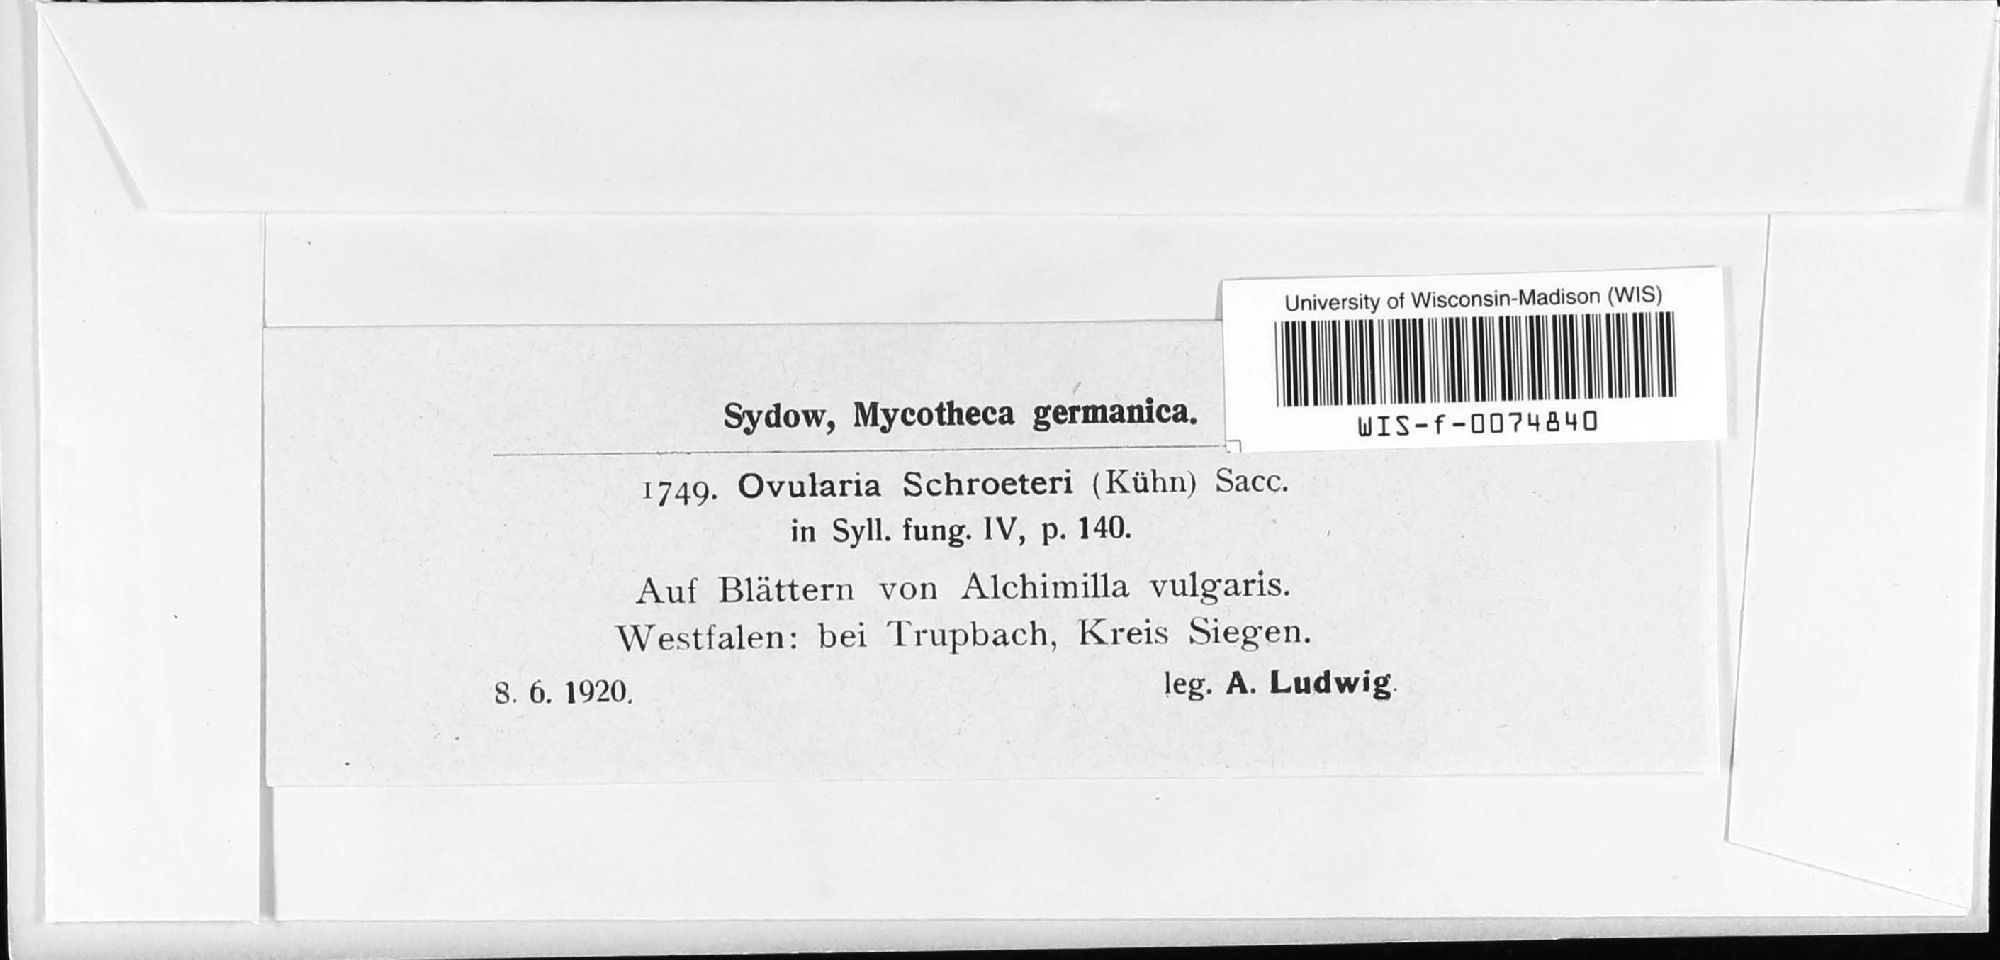 University of Wisconsin-Madison (WIS)
WIS-f-0074840
Sydow, Mycotheca germanica.
1749. Ovularia Schroeteri (Kühn) Sacc.
in Syll. fung. IV, p. 140.
Auf Blättern von Alchimilla vulgaris.
Westfalen: bei Trupbach, Kreis Siegen.
8. 6. 1920.
leg. A. Ludwig.